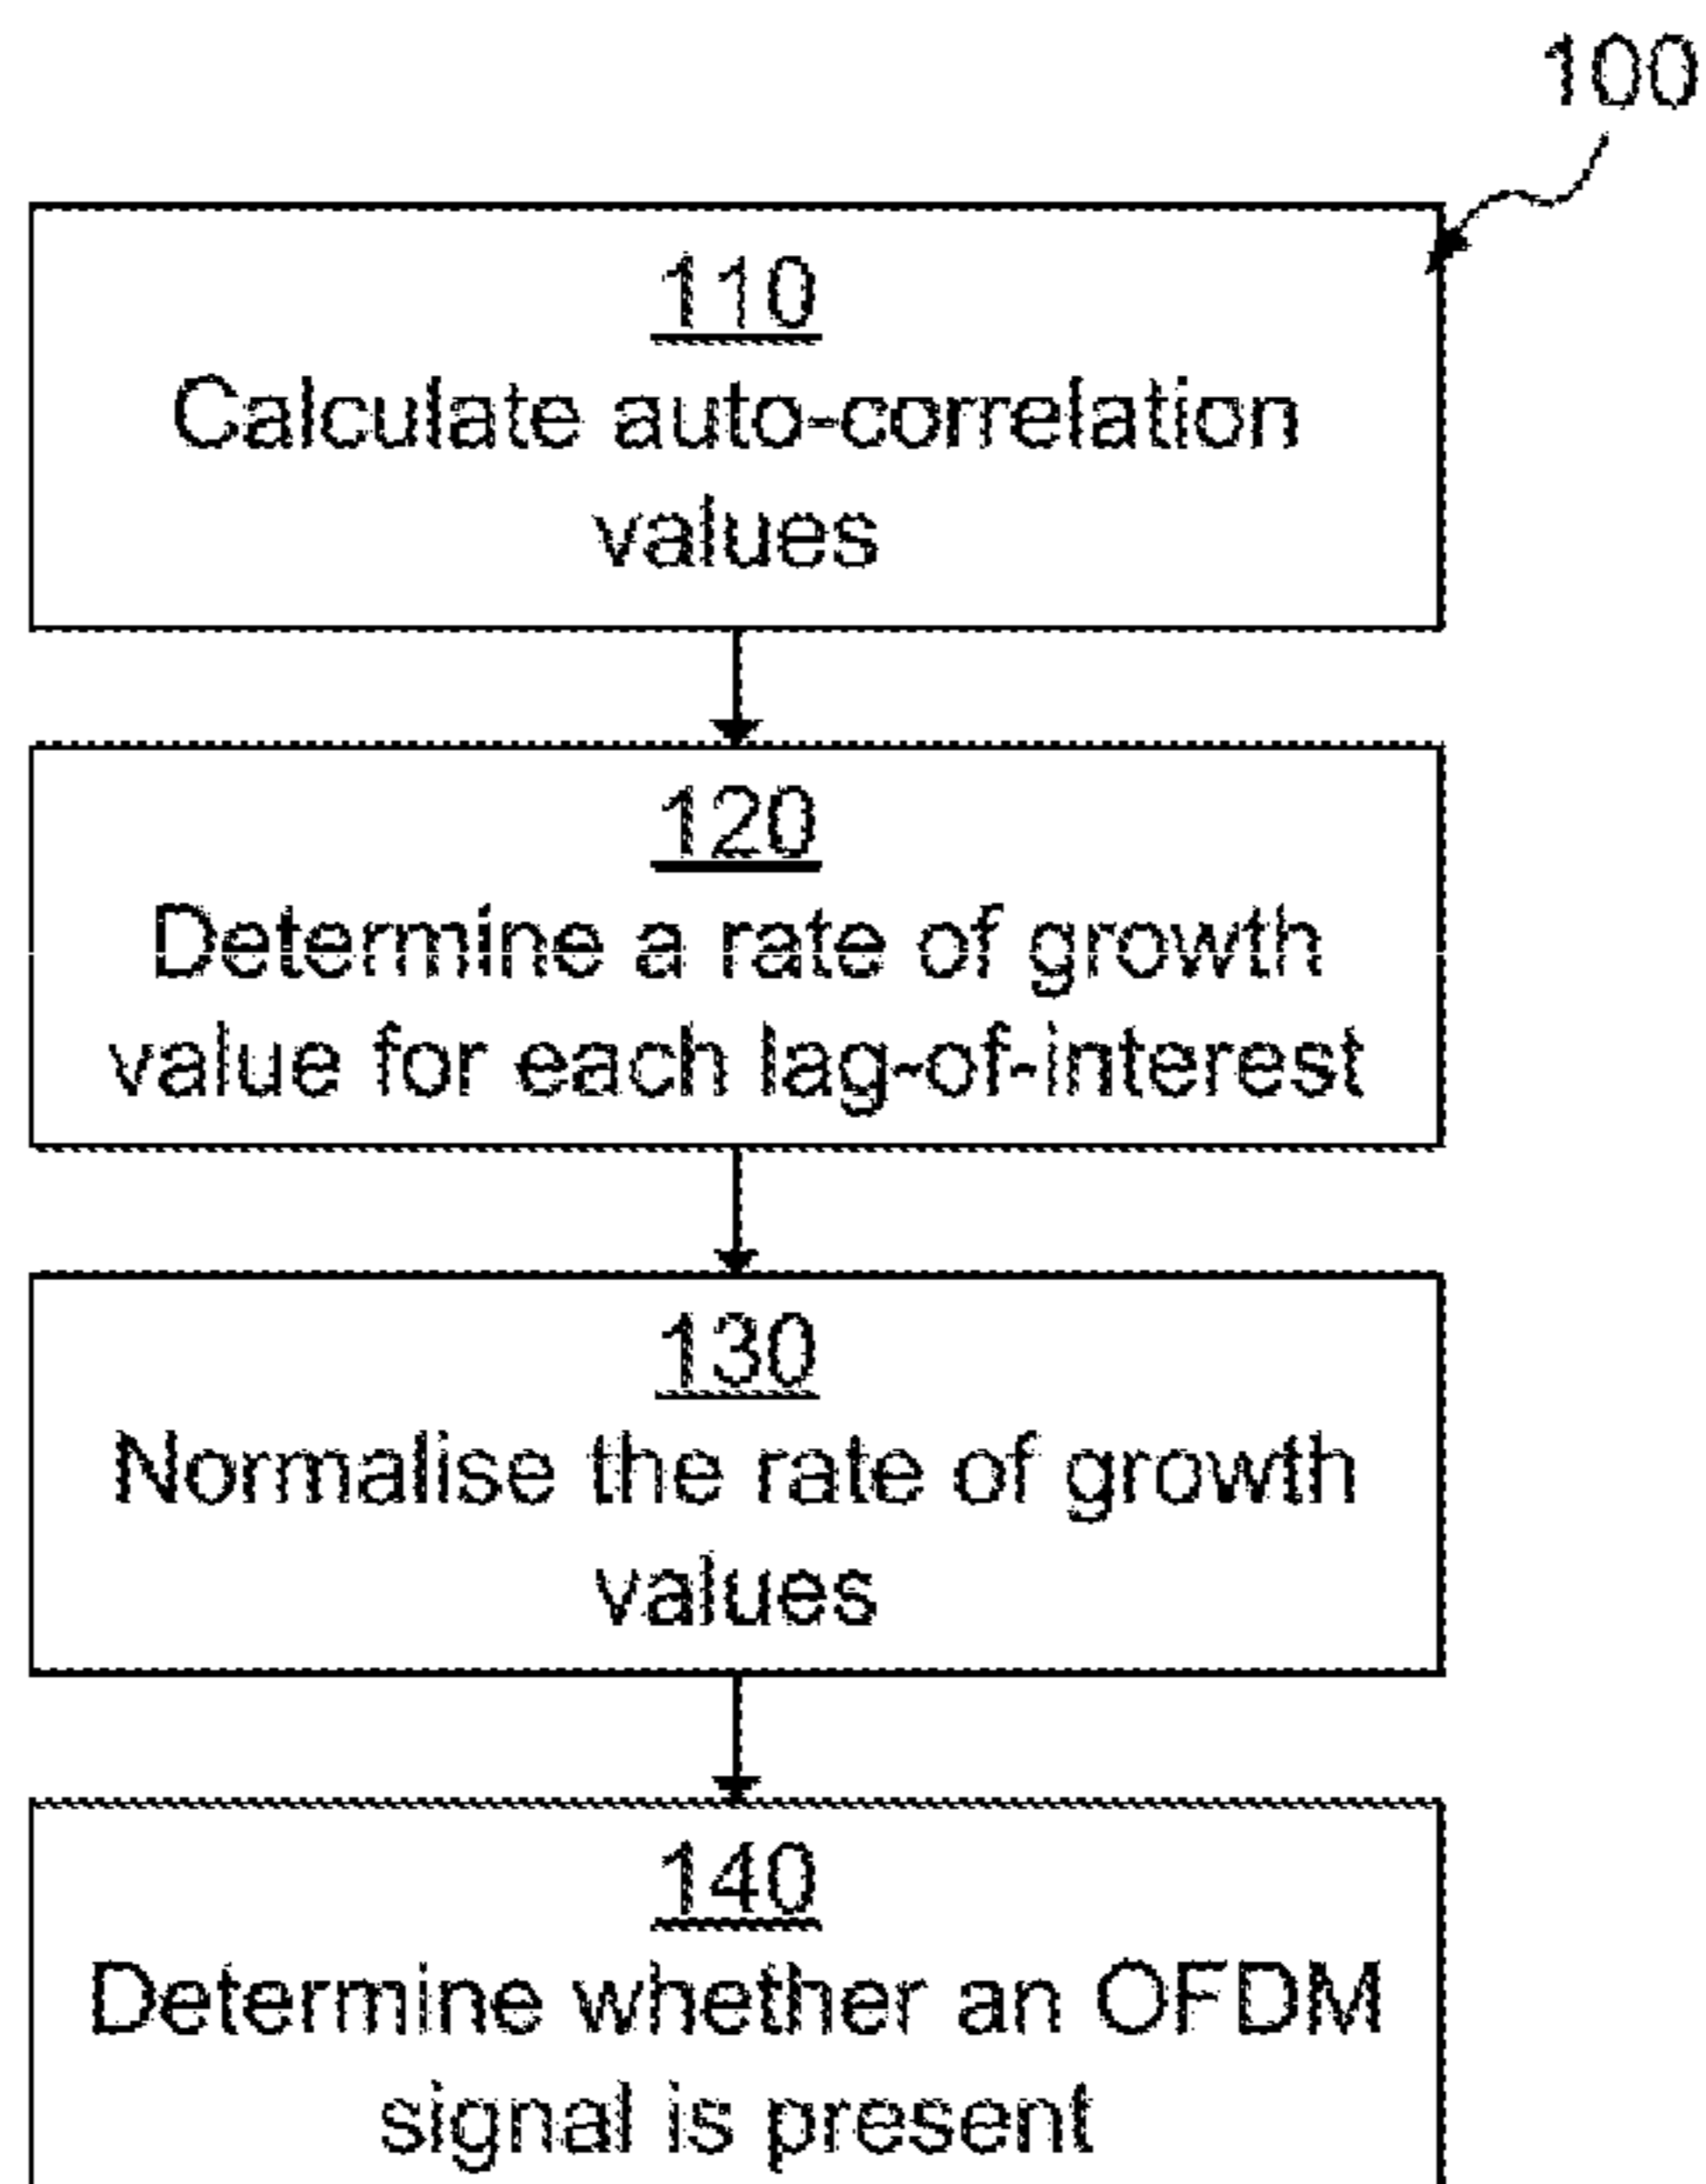 100
110
Calculate auto-correlation
values
120
Determine a rate of growth
value for each lag-of-interest
130
Normalise the rate of growth
values
140
Determine whether an OFDM
signal is present